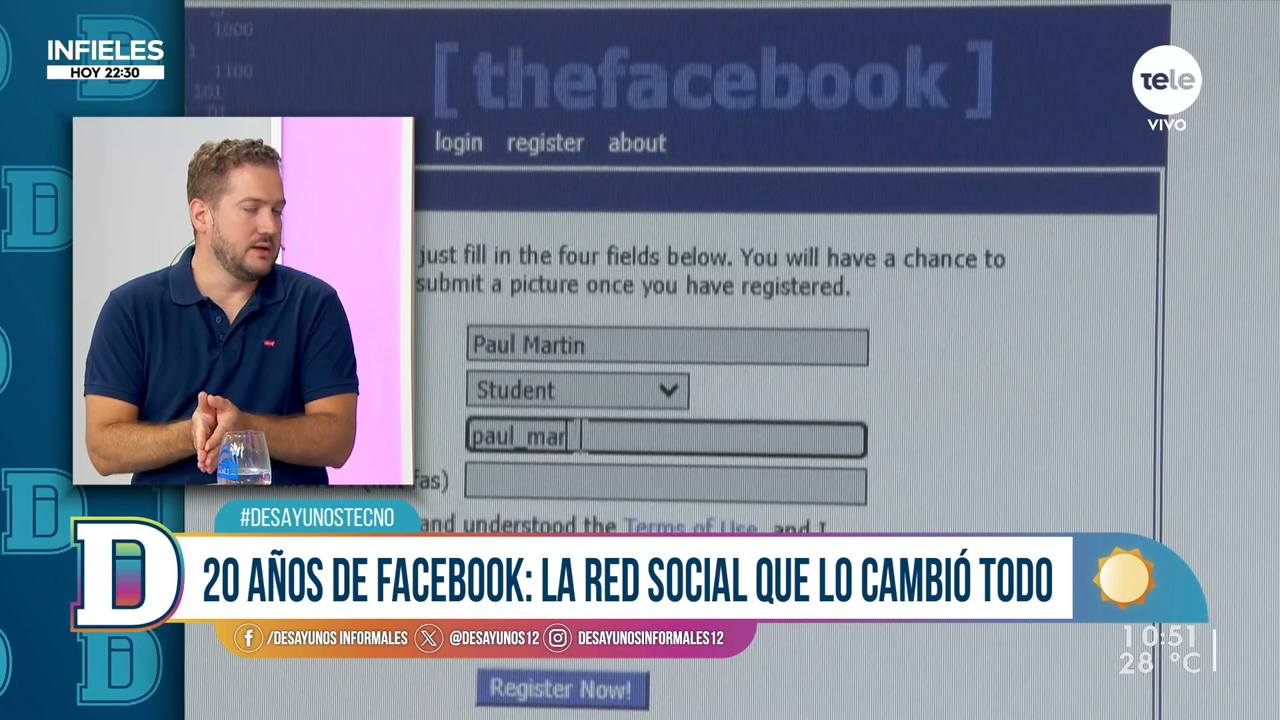 INFIELES
HOY 22:30
tele
VIVO
1000
1100
101
01
[ thefacebook ]
login register about
just fill in the four fields below. You will have a chance to
submit a picture once you have registered.
Paul Martin
Student
paul_mar
fas)
and understood the Terms of Use, and I
#DESAYUNOSTECNO
D
20 AÑOS DE FACEBOOK: LA RED SOCIAL QUE LO CAMBIÓ TODO
/DESAYUNOS INFORMALES @DESAYUNOS12 DESAYUNOSINFORMALES12
10:51
28 °C
Register Now!